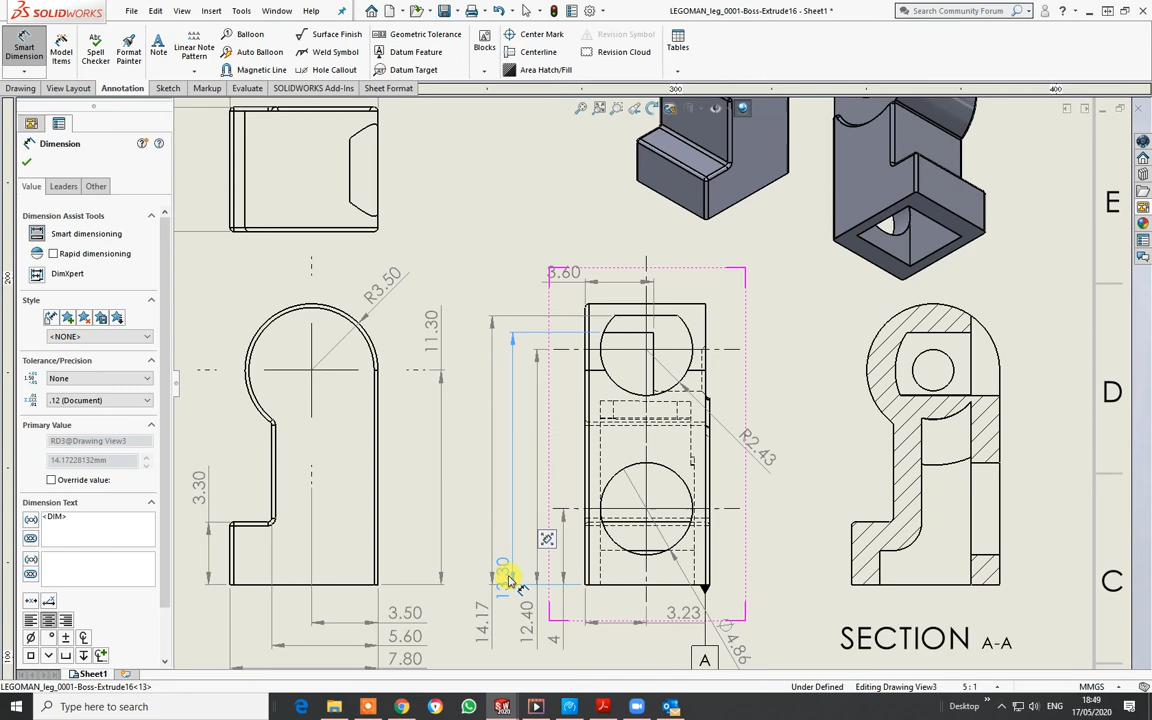 SOLIDWORKS
File
Edit
View
Insert
Tools
Window
Help
LEGOMAN_leg_0001-Boss-Extrude16 - Sheet1 *
Search Community Forum
Smart
Dimension
Model
Items
Spell
Checker
Format
Painter
Note
Linear Note
Pattern
Balloon
Auto Balloon
Magnetic Line
Surface Finish
Weld Symbol
Hole Callout
Geometric Tolerance
Datum Feature
Datum Target
Blocks
Center Mark
Centerline
Area Hatch/Fill
Revision Symbol
Revision Cloud
Tables
Drawing
View Layout
Annotation
Sketch
Markup
Evaluate
SOLIDWORKS Add-Ins
Sheet Format
300
400
Dimension
Value
Leaders
Other
Dimension Assist Tools
Smart dimensioning
Rapid dimensioning
DimXpert
Style
<NONE>
Tolerance/Precision
None
.12 (Document)
Primary Value
RD3@Drawing View3
14.17228132mm
Override value:
Dimension Text
<DIM>
200
100
E
D
C
R3.50
11.30
3.30
3.50
5.60
7.80
3.60
R2.43
14.17
12.40
4
3.23
Ø4.86
A
SECTION A-A
Sheet1
LEGOMAN_leg_0001-Boss-Extrude16<13>
Under Defined
Editing Drawing View3
5 : 1
MMGS
Type here to search
Desktop
ENG
18:49
17/05/2020